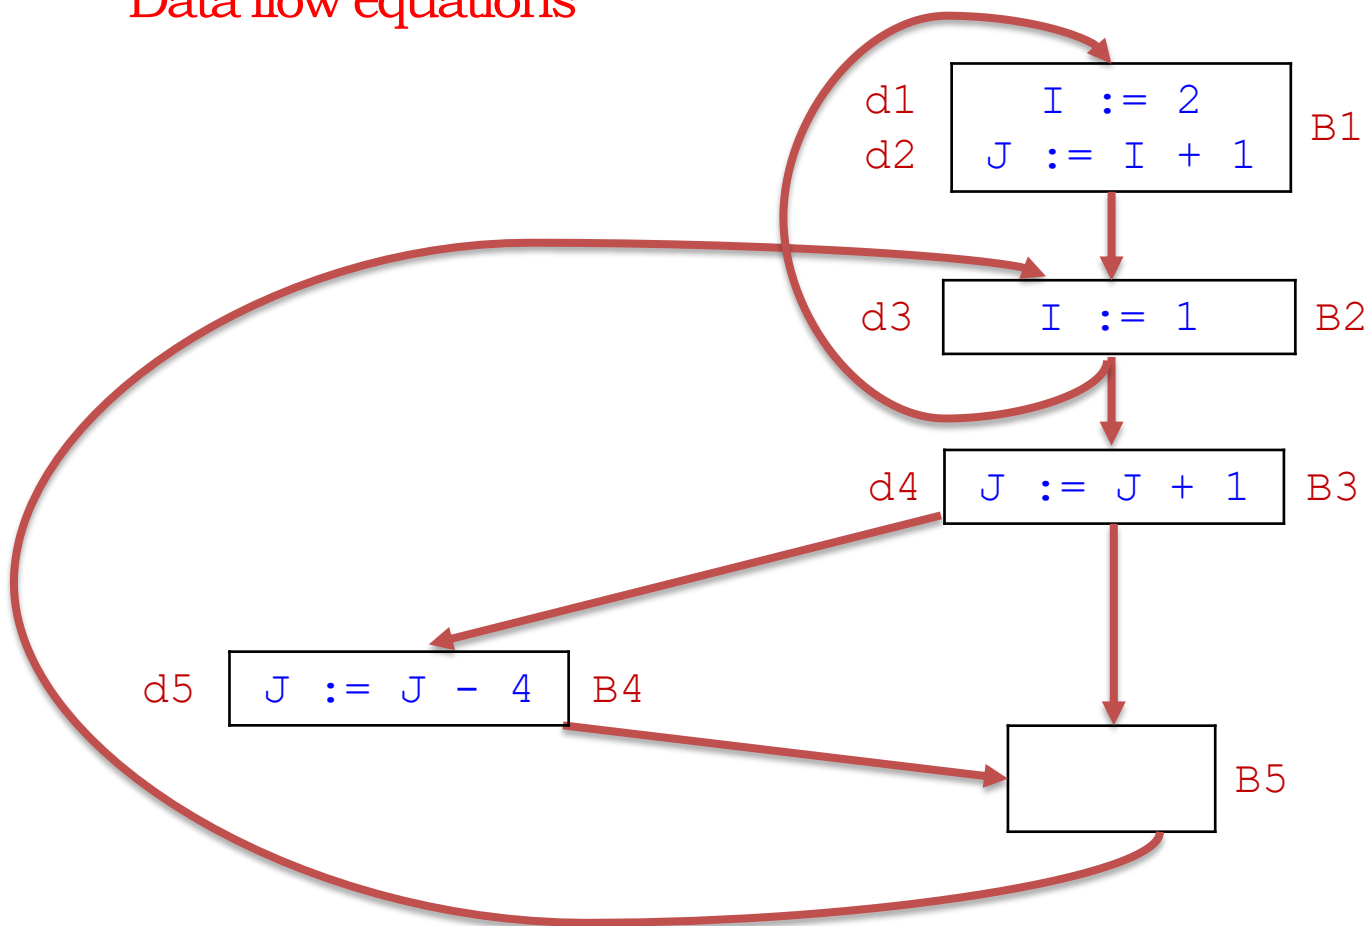 Data flow equations
d1 I := 2
B1
d2 J := I + 1
d3 I := 1 B2
d4 J := J + 1 B3
d5 J := J - 4 B4
B5